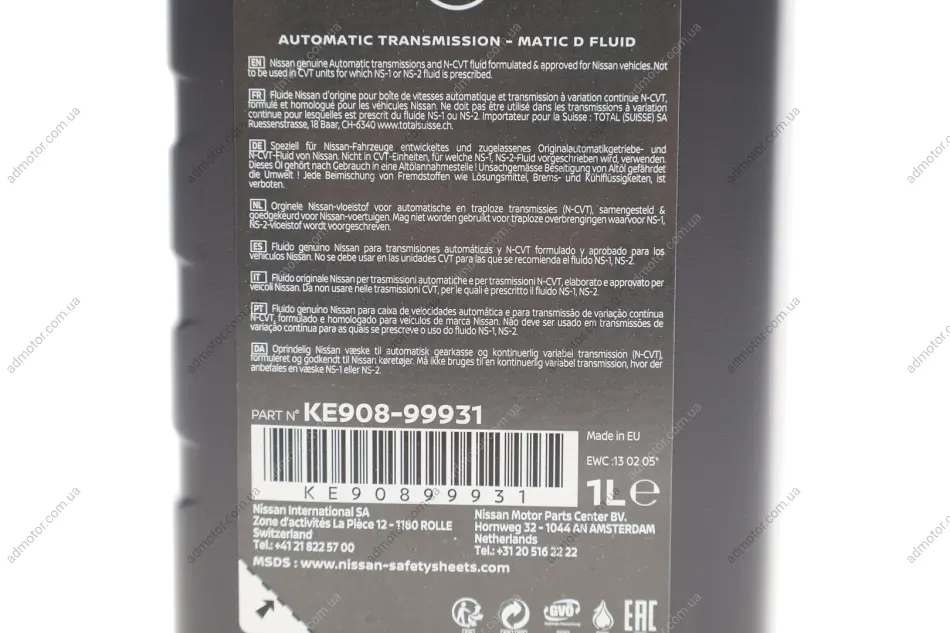 AUTOMATIC TRANSMISSION - MATIC D FLUID
EN Nissan genuine Automatic transmissions and N-CVT fluid formulated & approved for Nissan vehicles. Not
to be used in CVT units for which NS-1 or NS-2 fluid is prescribed.
FR Fluide Nissan d'origine pour boîte de vitesses automatique et transmission à variation continue N-CVT,
formulé et homologué pour les véhicules Nissan. Ne doit pas être utilisé dans les transmissions à variation
continue pour lesquelles est prescrit du fluide NS-1 ou NS-2. Importateur pour la Suisse : TOTAL (SUISSE) SA
Ruessenstrasse, 18 Baar, CH-6340 www.totalsuisse.ch.
DE Speziell für Nissan-Fahrzeuge entwickeltes und zugelassenes Originalautomatikgetriebe- und
N-CVT-Fluid von Nissan. Nicht in CVT-Einheiten, für welche NS-1, NS-2-Fluid vorgeschrieben wird, verwenden.
Dieses Öl gehört nach Gebrauch in eine Altölannahmestelle ! Unsachgemässe Beseitigung von Altöl gefährdet
die Umwelt ! Jede Beimischung von Fremdstoffen wie Lösungsmittel, Brems- und Kühlflüssigkeiten, ist
verboten.
NL Orginele Nissan-vloeistof voor automatische en traploze transmissies (N-CVT), samengesteld &
goedgekeurd voor Nissan-voertuigen. Mag niet worden gebruikt voor traploze overbrengingen waarvoor NS-1,
NS-2-vloeistof wordt voorgeschreven.
ES Fluido genuino Nissan para transmisiones automáticas y N-CVT formulado y aprobado para los
vehículos Nissan. No se debe usar en las unidades CVT para las que se recomienda el fluido NS-1, NS-2.
IT Fluido originale Nissan per trasmissioni automatiche e per trasmissioni N-CVT, elaborato e approvato per
veicoli Nissan. Da non usare nelle trasmissioni CVT, per le quali è prescritto il fluido NS-1, NS-2.
PT Fluido genuíno Nissan para caixa de velocidades automática e para transmissão de variação contínua
N-CVT, formulado e homologado para veículos de marca Nissan. Não deve ser usado em transmissões de
variação contínua para as quais se prescreve o uso do fluido NS-1, NS-2.
DA Oprindelig Nissan væske til automatisk gearkasse og kontinuerlig variabel transmission (N-CVT),
formuleret og godkendt til Nissan køretøjer. Må ikke bruges til en kontinuerlig variabel transmission, hvor der
anbefales en væske NS-1 eller NS-2.
PART N° KE908-99931
Made in EU
EWC : 13 02 05*
KE90899931
1L e
Nissan International SA
Zone d'activités La Pièce 12 - 1180 ROLLE
Switzerland
Tel.: +41 21 822 57 00
Nissan Motor Parts Center BV.
Hornweg 32 - 1044 AN AMSTERDAM
Netherlands
Tel.: +31 20 516 22 22
MSDS : www.nissan-safetysheets.com
GVÖ
EAC
admotor.com.ua